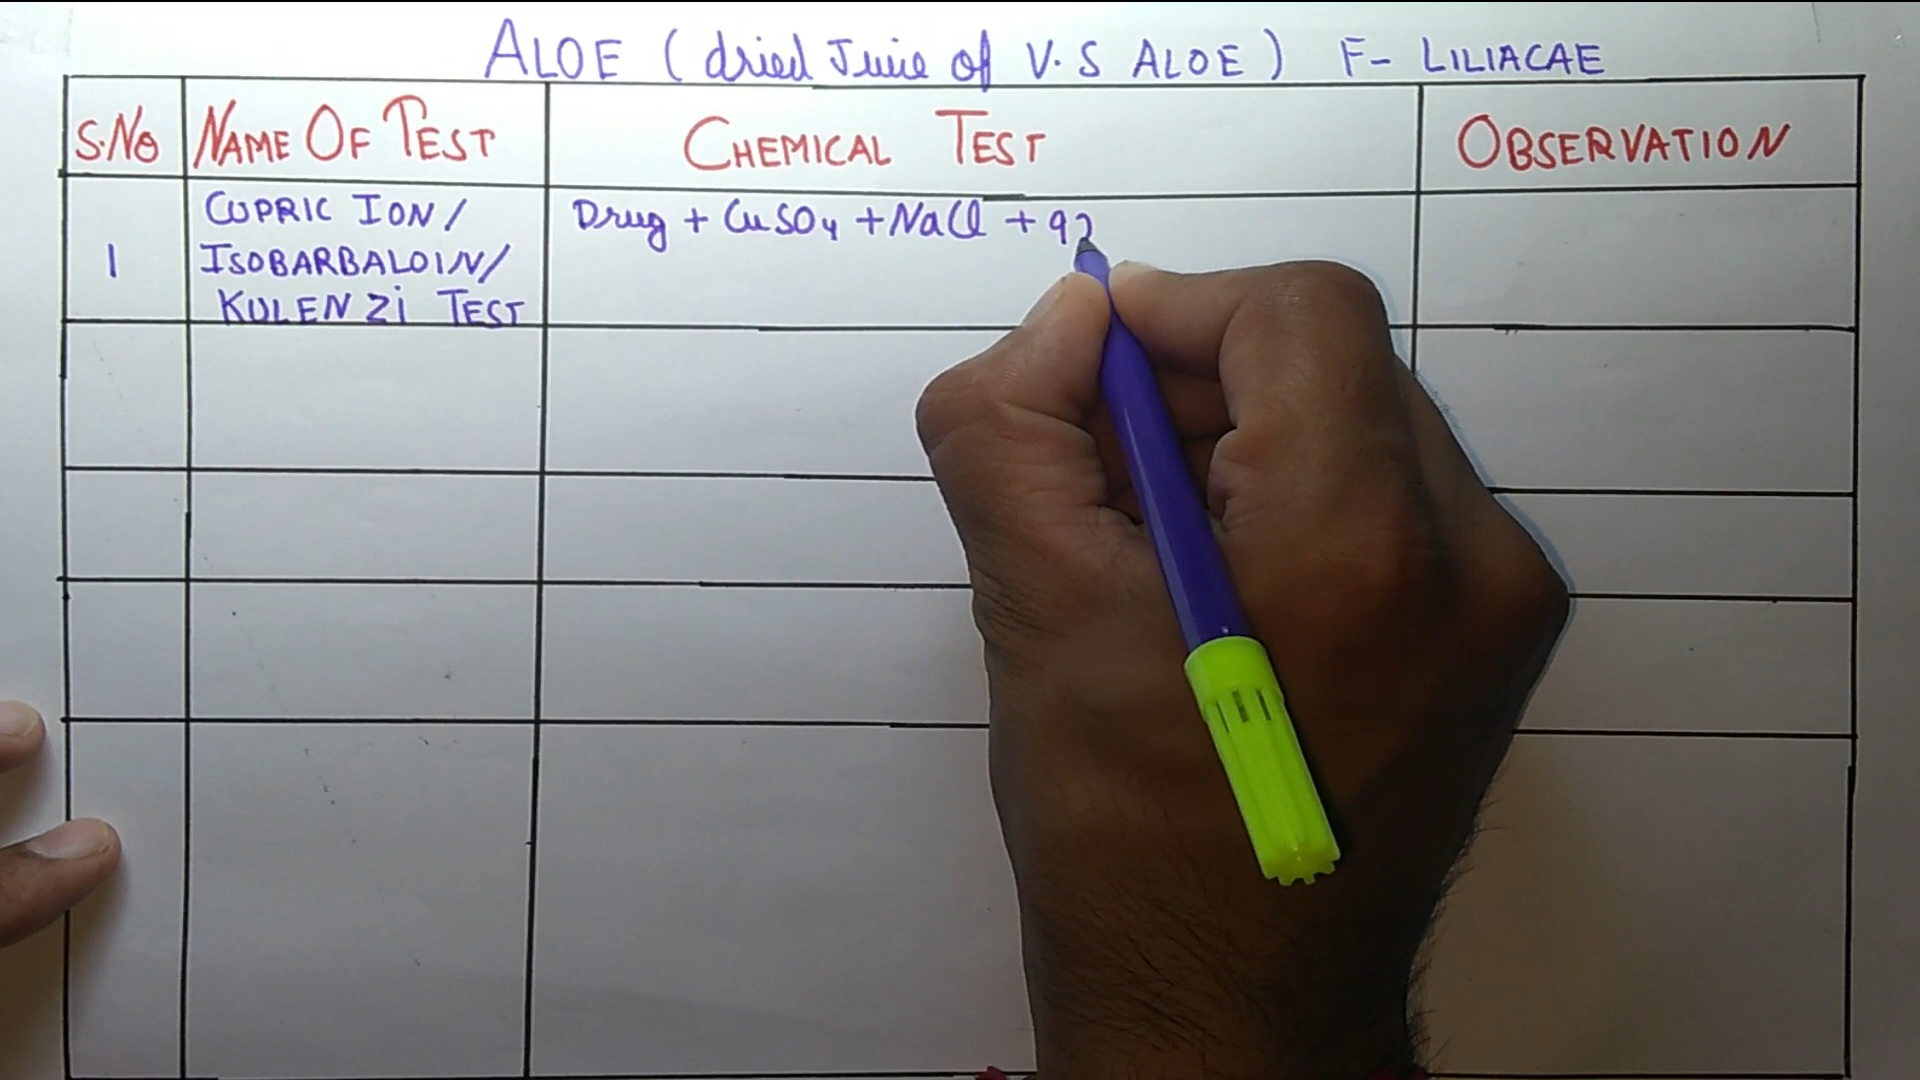 ALOE (dried Juice of V.S ALOE) F- LILIACAE
S.No NAME OF TEST CHEMICAL TEST OBSERVATION
1
CUPRIC ION/
ISOBARBALOIN/
KULENZi TEST
Drug + CuSO4 + NaCl + 92